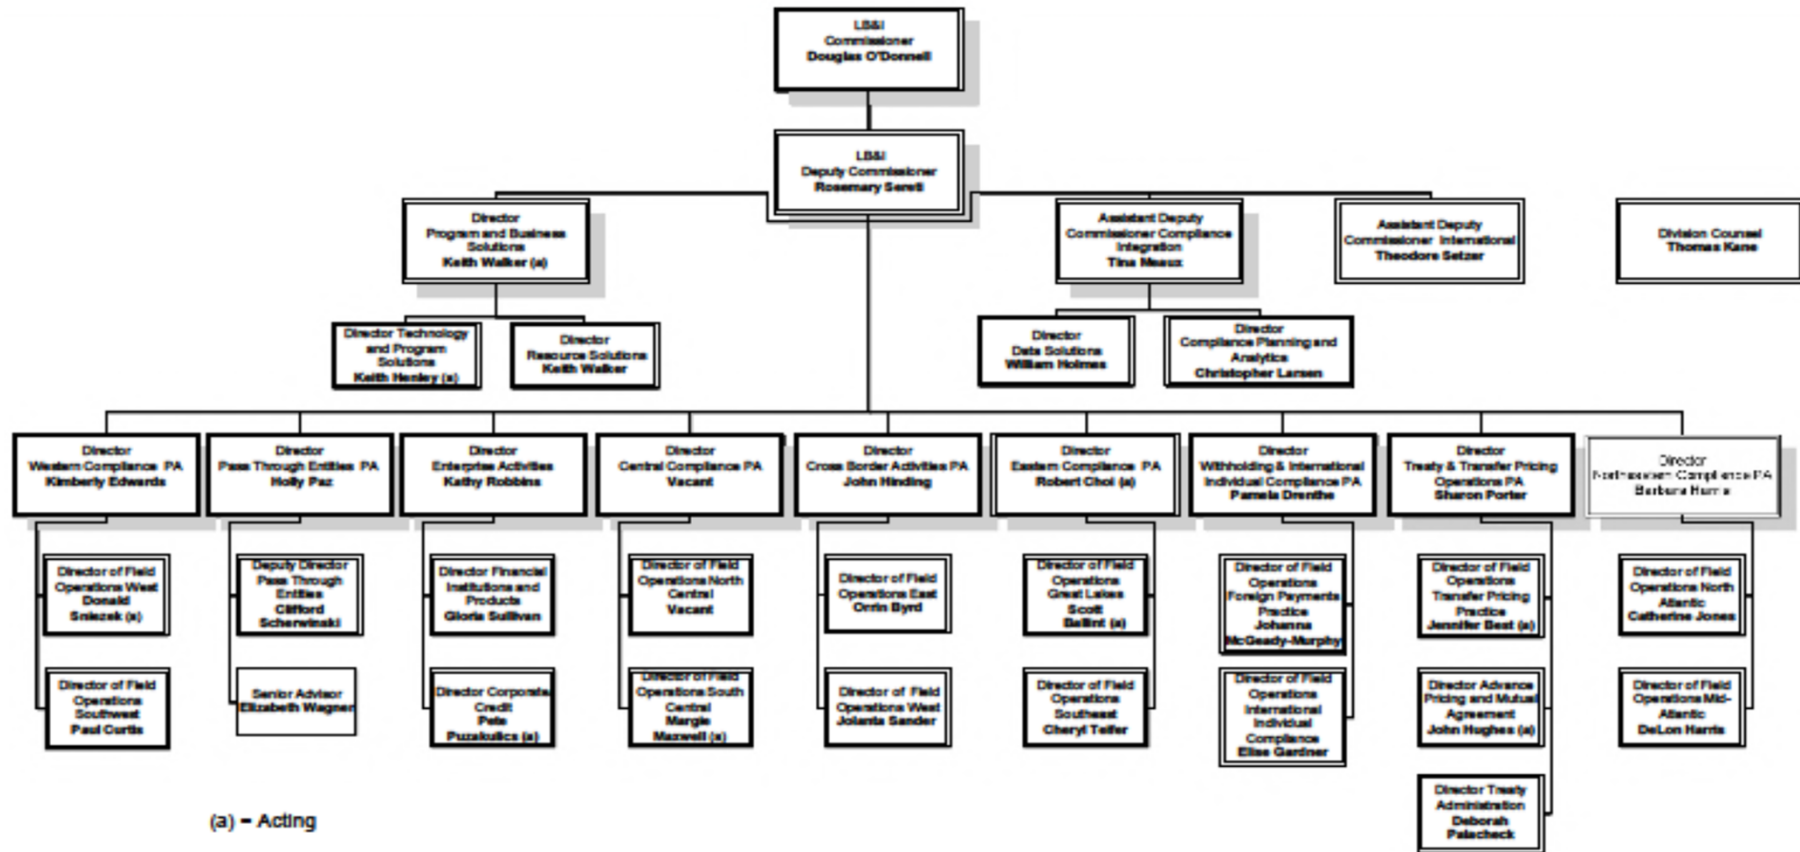 LB&I
Commissioner
Douglas O'Donnell
LB&I
Deputy Commissioner
Rosemary Sereti
Director
Program and Business
Solutions
Keith Walker (a)
Assistant Deputy
Commissioner Compliance
Integration
Tina Meaux
Assistant Deputy
Commissioner International
Theodore Setzer
Division Counsel
Thomas Kane
Director Technology
and Program
Solutions
Keith Henley (a)
Director
Resource Solutions
Keith Walker
Director
Data Solutions
William Holmes
Director
Compliance Planning and
Analytics
Christopher Larsen
Director
Western Compliance PA
Kimberly Edwards
Director
Pass Through Entities PA
Holly Paz
Director
Enterprise Activities
Kathy Robbins
Director
Central Compliance PA
Vacant
Director
Cross Border Activities PA
John Hinding
Director
Eastern Compliance PA
Robert Choi (a)
Director
Withholding & International
Individual Compliance PA
Pamela Drenthe
Director
Treaty & Transfer Pricing
Operations PA
Sharon Porter
Director
Northeastern Compliance PA
Barbara
Director of Field
Operations West
Donald
Sniezek (a)
Deputy Director
Pass Through
Entities
Clifford
Scherwinski
Director Financial
Institutions and
Products
Gloria Sullivan
Director of Field
Operations North
Central
Vacant
Director of Field
Operations East
Orrin Byrd
Director of Field
Operations
Great Lakes
Scott
Ballint (a)
Director of Field
Operations
Foreign Payments
Practice
Johanna
McGeady-Murphy
Director of Field
Operations
Transfer Pricing
Practice
Jennifer Best (a)
Director of Field
Operations North
Atlantic
Catherine Jones
Director of Field
Operations
Southwest
Paul Curtis
Senior Advisor
Elizabeth Wagner
Director Corporate
Credit
Pete
Puzakulics (a)
Director of Field
Operations South
Central
Margie
Maxwell (a)
Director of Field
Operations West
Jolanta Sander
Director of Field
Operations
Southeast
Cheryl Teifer
Director of Field
Operations
International
Individual
Compliance
Elise Gardner
Director Advance
Pricing and Mutual
Agreement
John Hughes (a)
Director of Field
Operations Mid-
Atlantic
DeLon Harris
Director Treaty
Administration
Deborah
Palacheck
(a) = Acting